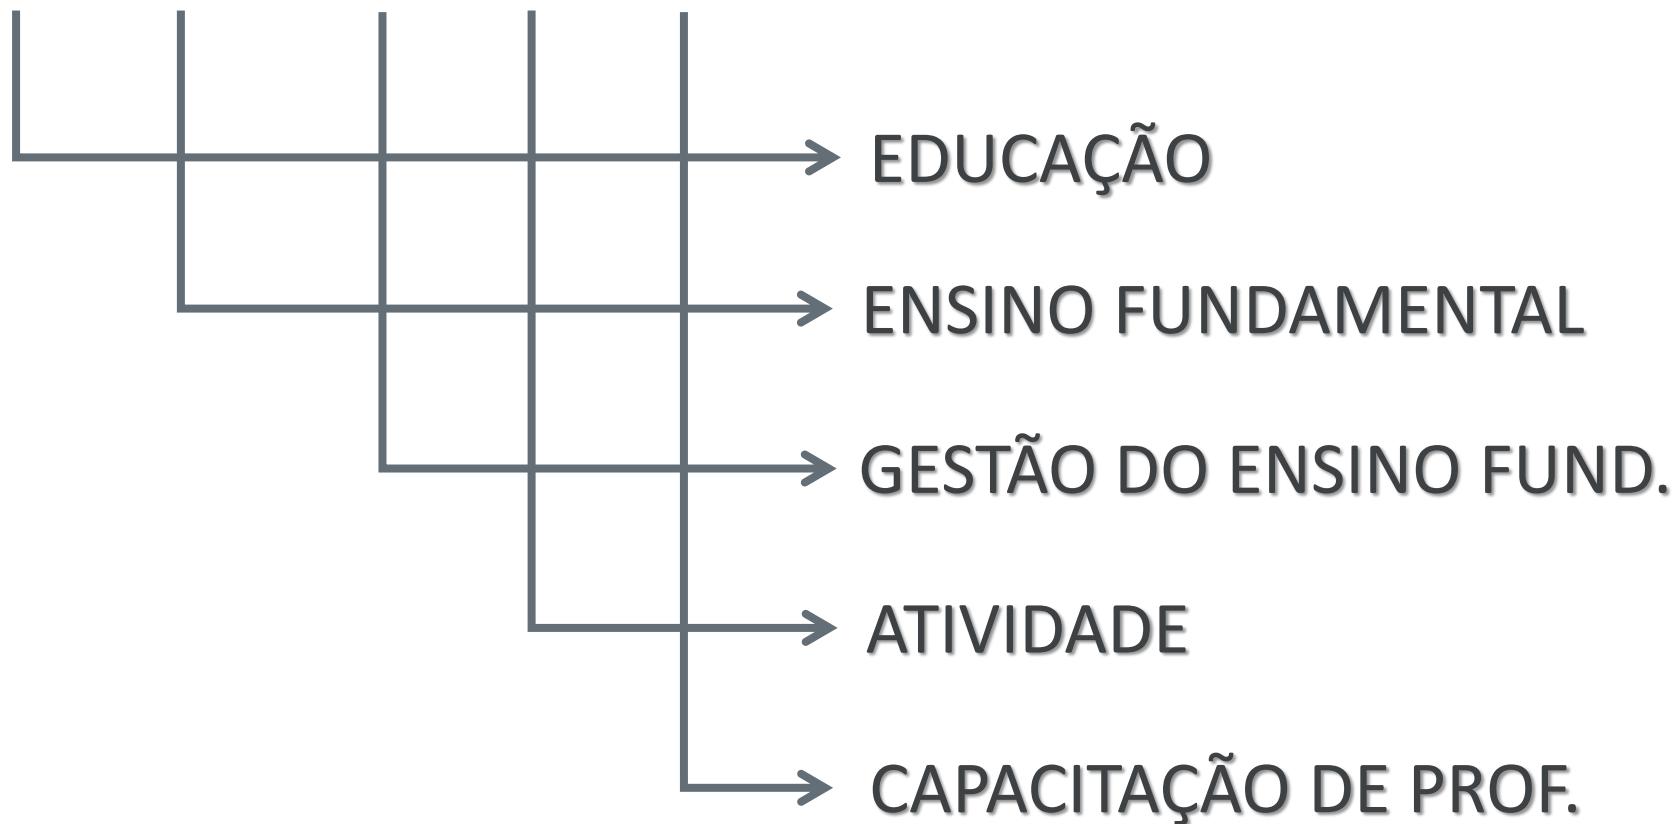 EDUCAÇÃO
ENSINO FUNDAMENTAL
GESTÃO DO ENSINO FUND.
ATIVIDADE
CAPACITAÇÃO DE PROF.